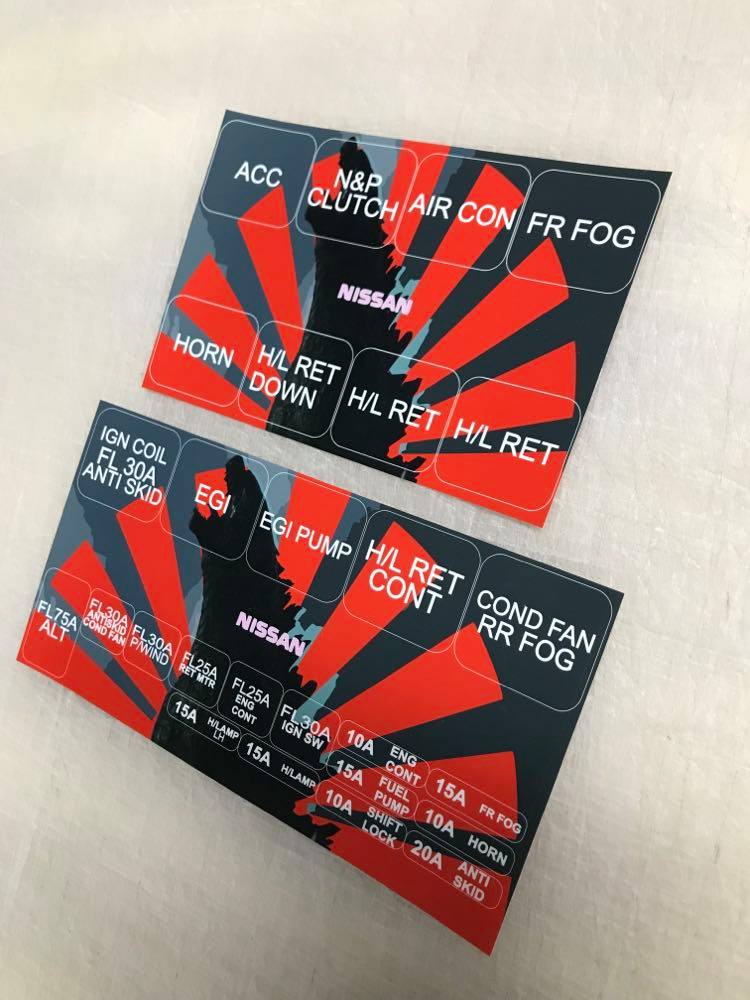 ACC
N&P
CLUTCH
AIR CON
FR FOG
NISSAN
HORN
H/L RET
DOWN
H/L RET
H/L RET
IGN COIL
FL 30A
ANTI SKID
EGI
EGI PUMP
H/L RET
CONT
COND FAN
RR FOG
NISSAN
FL75A
ALT
FL30A
ANTISKID
COND FAN
FL30A
P/WIND
FL25A
RET MTR
FL25A
ENG
CONT
FL30A
IGN SW
15A H/LAMP
LH
15A H/LAMP
10A ENG
CONT
15A FUEL
PUMP
10A SHIFT
LOCK
15A FR FOG
10A HORN
20A ANTI
SKID